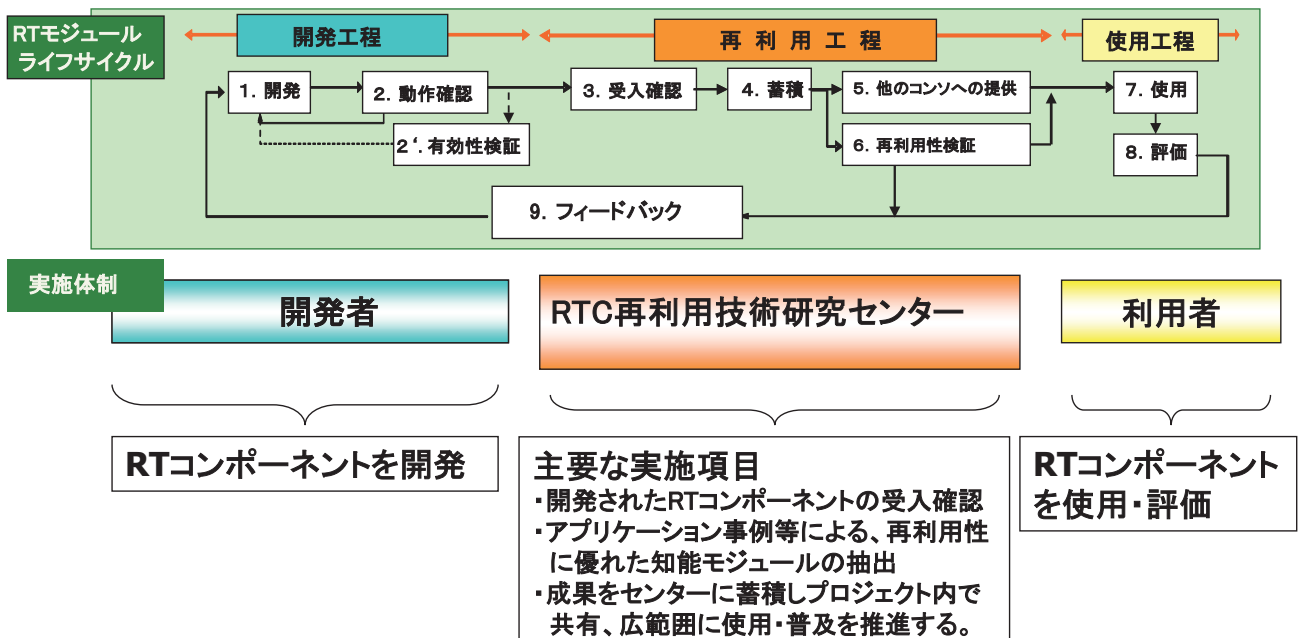 RTモジュール
ライフサイクル
開発工程
再利用工程
使用工程
1. 開発
2. 動作確認
2‘. 有効性検証
3. 受入確認
4. 蓄積
5. 他のコンソへの提供
6. 再利用性検証
7. 使用
8. 評価
9. フィードバック
実施体制
開発者
RTC再利用技術研究センター
利用者
RTコンポーネントを開発
主要な実施項目
・開発されたRTコンポーネントの受入確認
・アプリケーション事例等による、再利用性
に優れた知能モジュールの抽出
・成果をセンターに蓄積しプロジェクト内で
共有、広範囲に使用・普及を推進する。
RTコンポーネント
を使用・評価